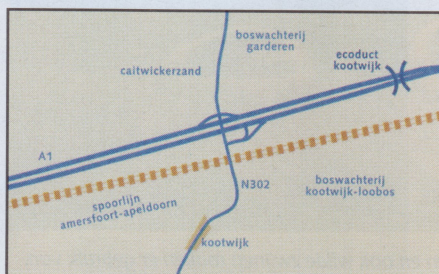 boswachterij
garderen
ecoduct
kootwijk
caitwickerzand
A1
N302
boswachterij
kootwijk-loobos
spoorlijn
amersfoort-apeldoorn
kootwijk